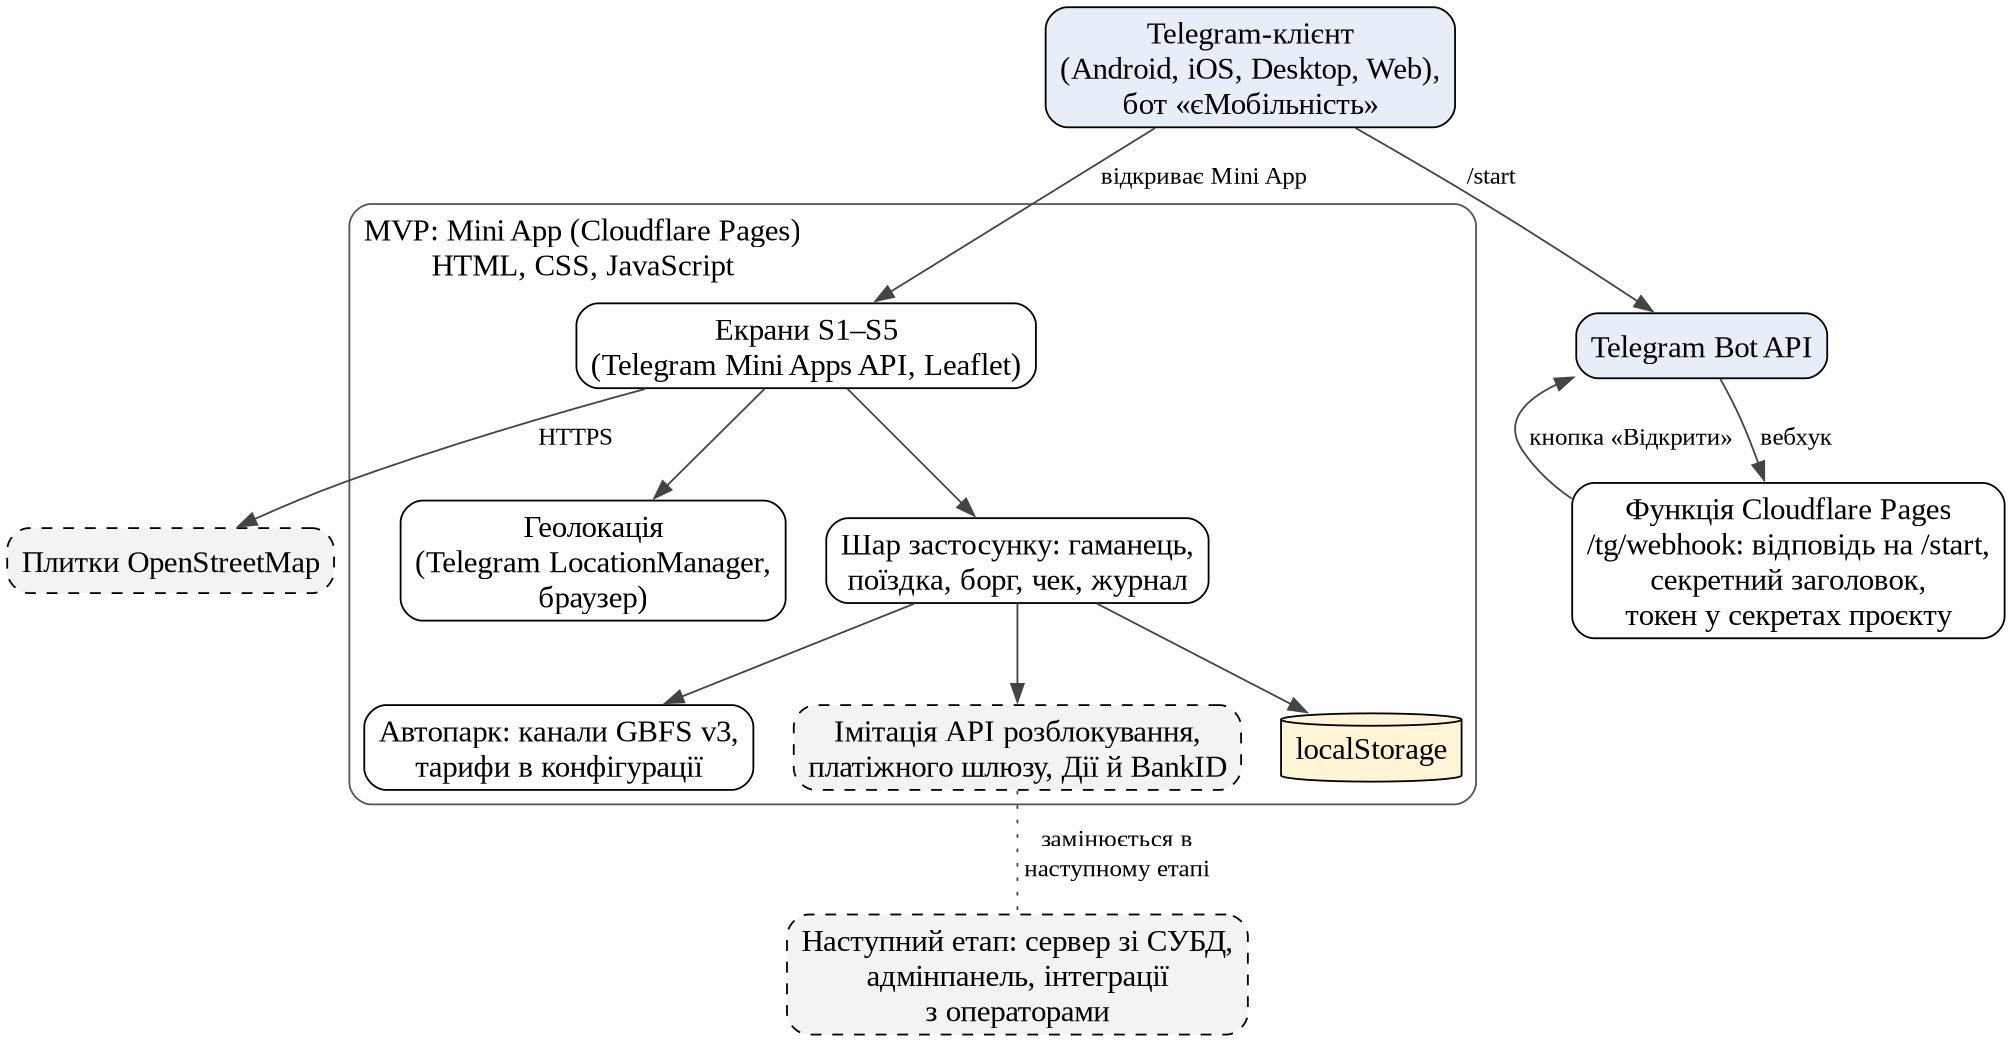 Telegram-клієнт
(Android, iOS, Desktop, Web),
бот «єМобільність»
відкриває Mini App
/start
MVP: Mini App (Cloudflare Pages)
HTML, CSS, JavaScript
Екрани S1–S5
(Telegram Mini Apps API, Leaflet)
Telegram Bot API
HTTPS
кнопка «Відкрити»
вебхук
Плитки OpenStreetMap
Геолокація
(Telegram LocationManager,
браузер)
Шар застосунку: гаманець,
поїздка, борг, чек, журнал
Функція Cloudflare Pages
/tg/webhook: відповідь на /start,
секретний заголовок,
токен у секретах проєкту
Автопарк: канали GBFS v3,
тарифи в конфігурації
Імітація API розблокування,
платіжного шлюзу, Дії й BankID
localStorage
замінюється в
наступному етапі
Наступний етап: сервер зі СУБД,
адмінпанель, інтеграції
з операторами